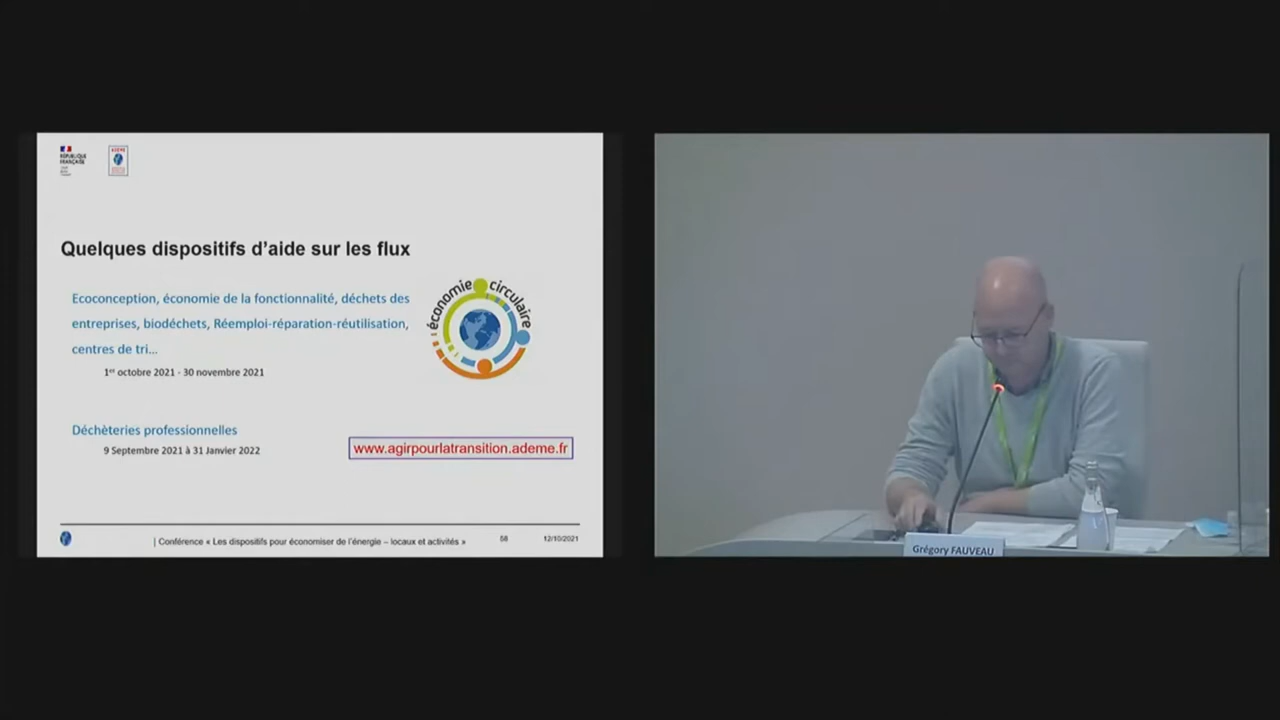 RÉPUBLIQUE
FRANÇAISE
ADEME
Quelques dispositifs d'aide sur les flux
Ecoconception, économie de la fonctionnalité, déchets des
entreprises, biodéchets, Réemploi-réparation-réutilisation,
centres de tri...
1er octobre 2021 - 30 novembre 2021
économie circulaire
Déchèteries professionnelles
9 Septembre 2021 à 31 Janvier 2022
www.agirpourlatransition.ademe.fr
| Conférence « Les dispositifs pour économiser de l'énergie – locaux et activités »
58
12/10/2021
Grégory FAUVEAU